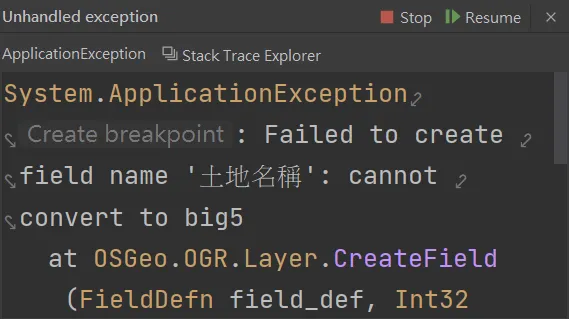 Unhandled exception
Stop
Resume
ApplicationException
Stack Trace Explorer
System.ApplicationException
Create breakpoint: Failed to create
field name '土地名稱': cannot
convert to big5
at OSGeo.OGR.Layer.CreateField
(FieldDefn field_def, Int32